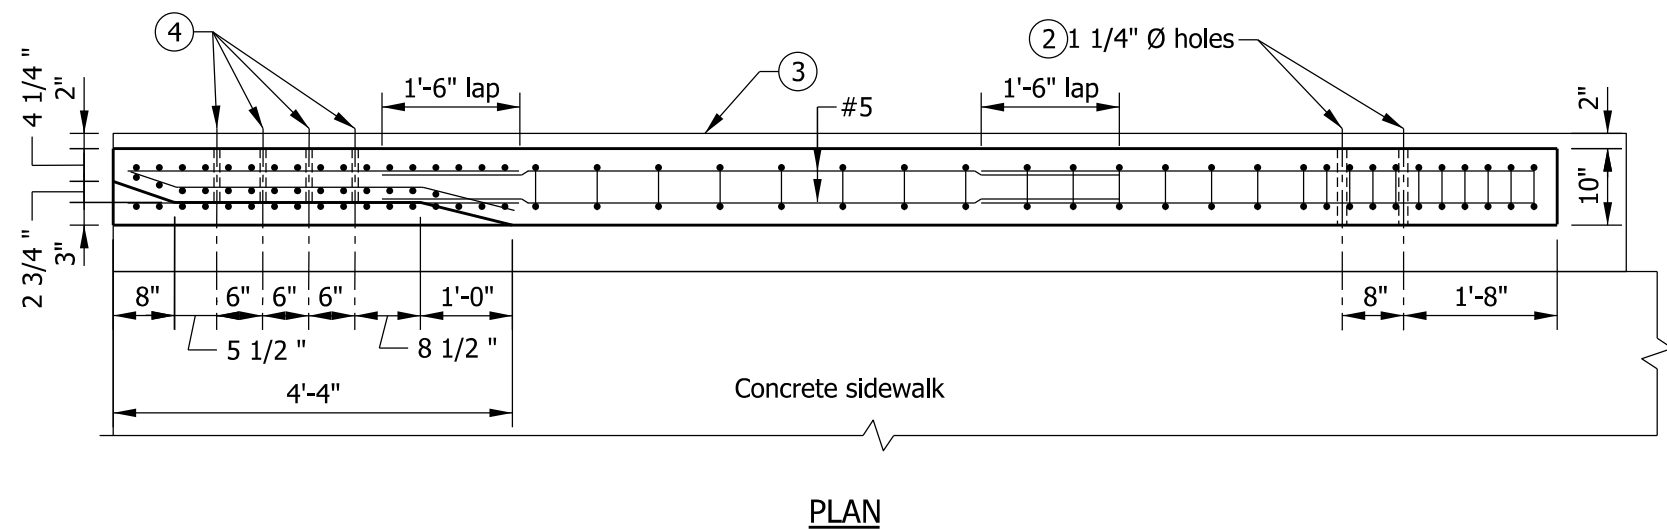 4
2 1 1/4" Ø holes
3
1'-6" lap
1'-6" lap
#5
4 1/4 "
2"
2 3/4 "
3"
2"
10"
8"
6"
6"
6"
1'-0"
8"
1'-8"
5 1/2 "
8 1/2 "
4'-4"
Concrete sidewalk
PLAN